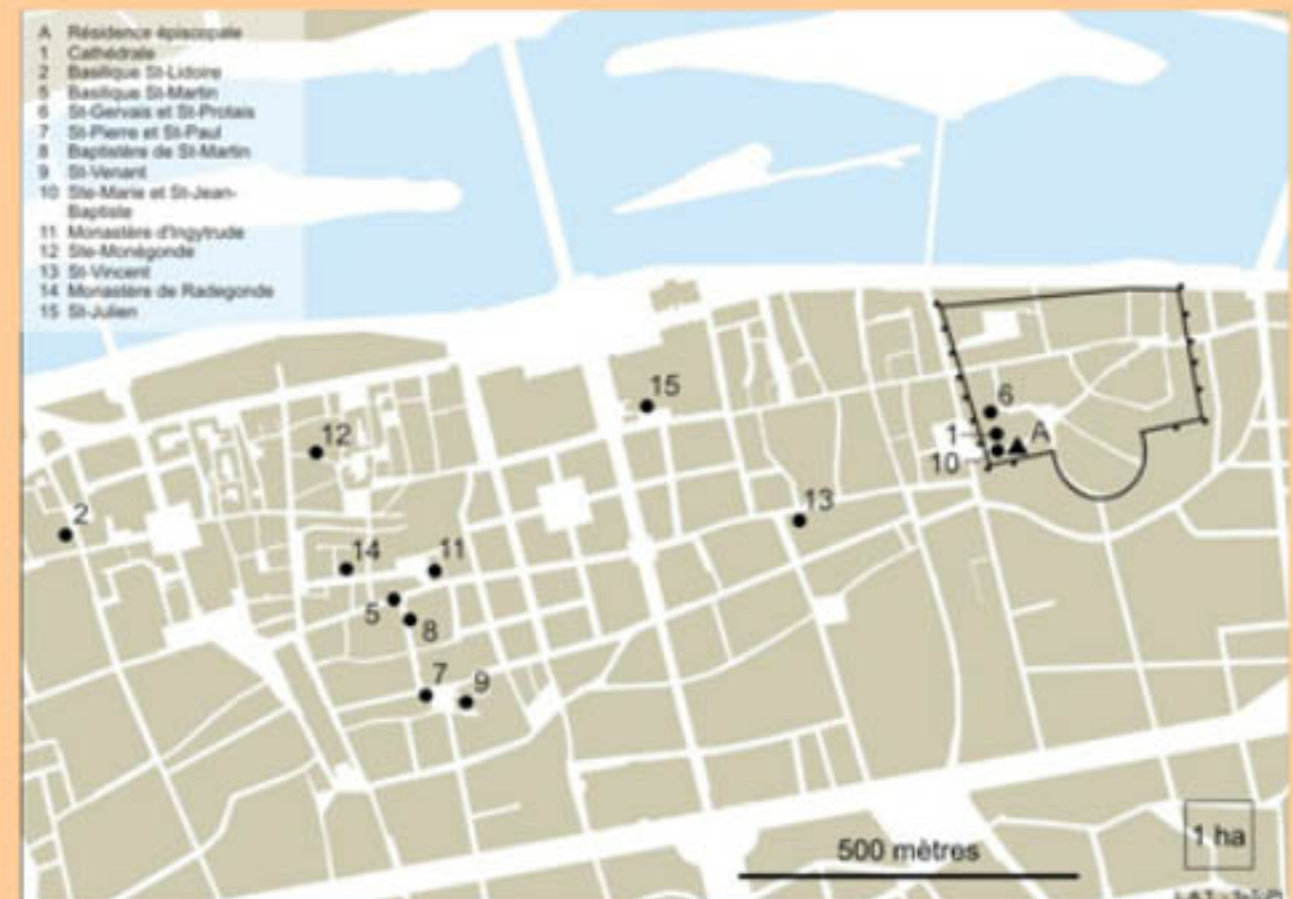 A Résidence épiscopale
1 Cathédrale
2 Basilique St-Lidoire
5 Basilique St-Martin
6 St-Gervais et St-Protais
7 St-Pierre et St-Paul
8 Baptistère de St-Martin
9 St-Venant
10 Ste-Marie et St-Jean-
Baptiste
11 Monastère d'Ingytrude
12 Ste-Monégonde
13 St-Vincent
14 Monastère de Radegonde
15 St-Julien
15
6
12
1
A
10
2
13
14
11
5
8
7
9
500 mètres
1 ha